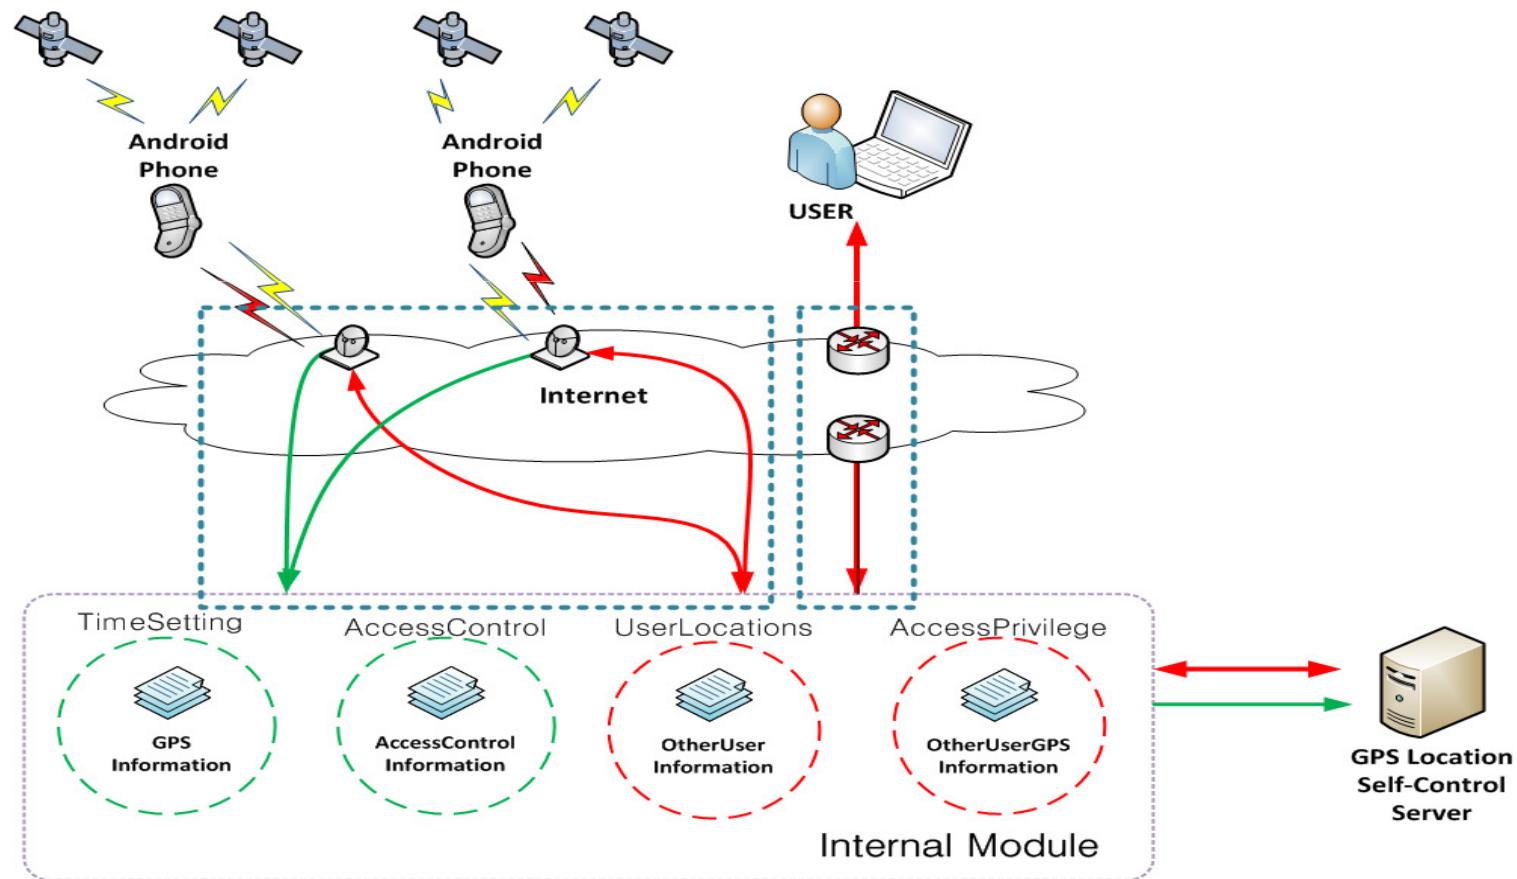 Android
Phone
Android
Phone
USER
Internet
TimeSetting
AccessControl
UserLocations
AccessPrivilege
GPS
Information
AccessControl
Information
OtherUser
Information
OtherUserGPS
Information
GPS Location
Self-Control
Server
Internal Module